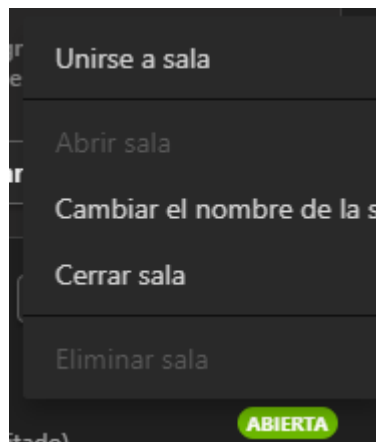 Unirse a sala
Abrir sala
Cambiar el nombre de la s
Cerrar sala
Eliminar sala
ABIERTA